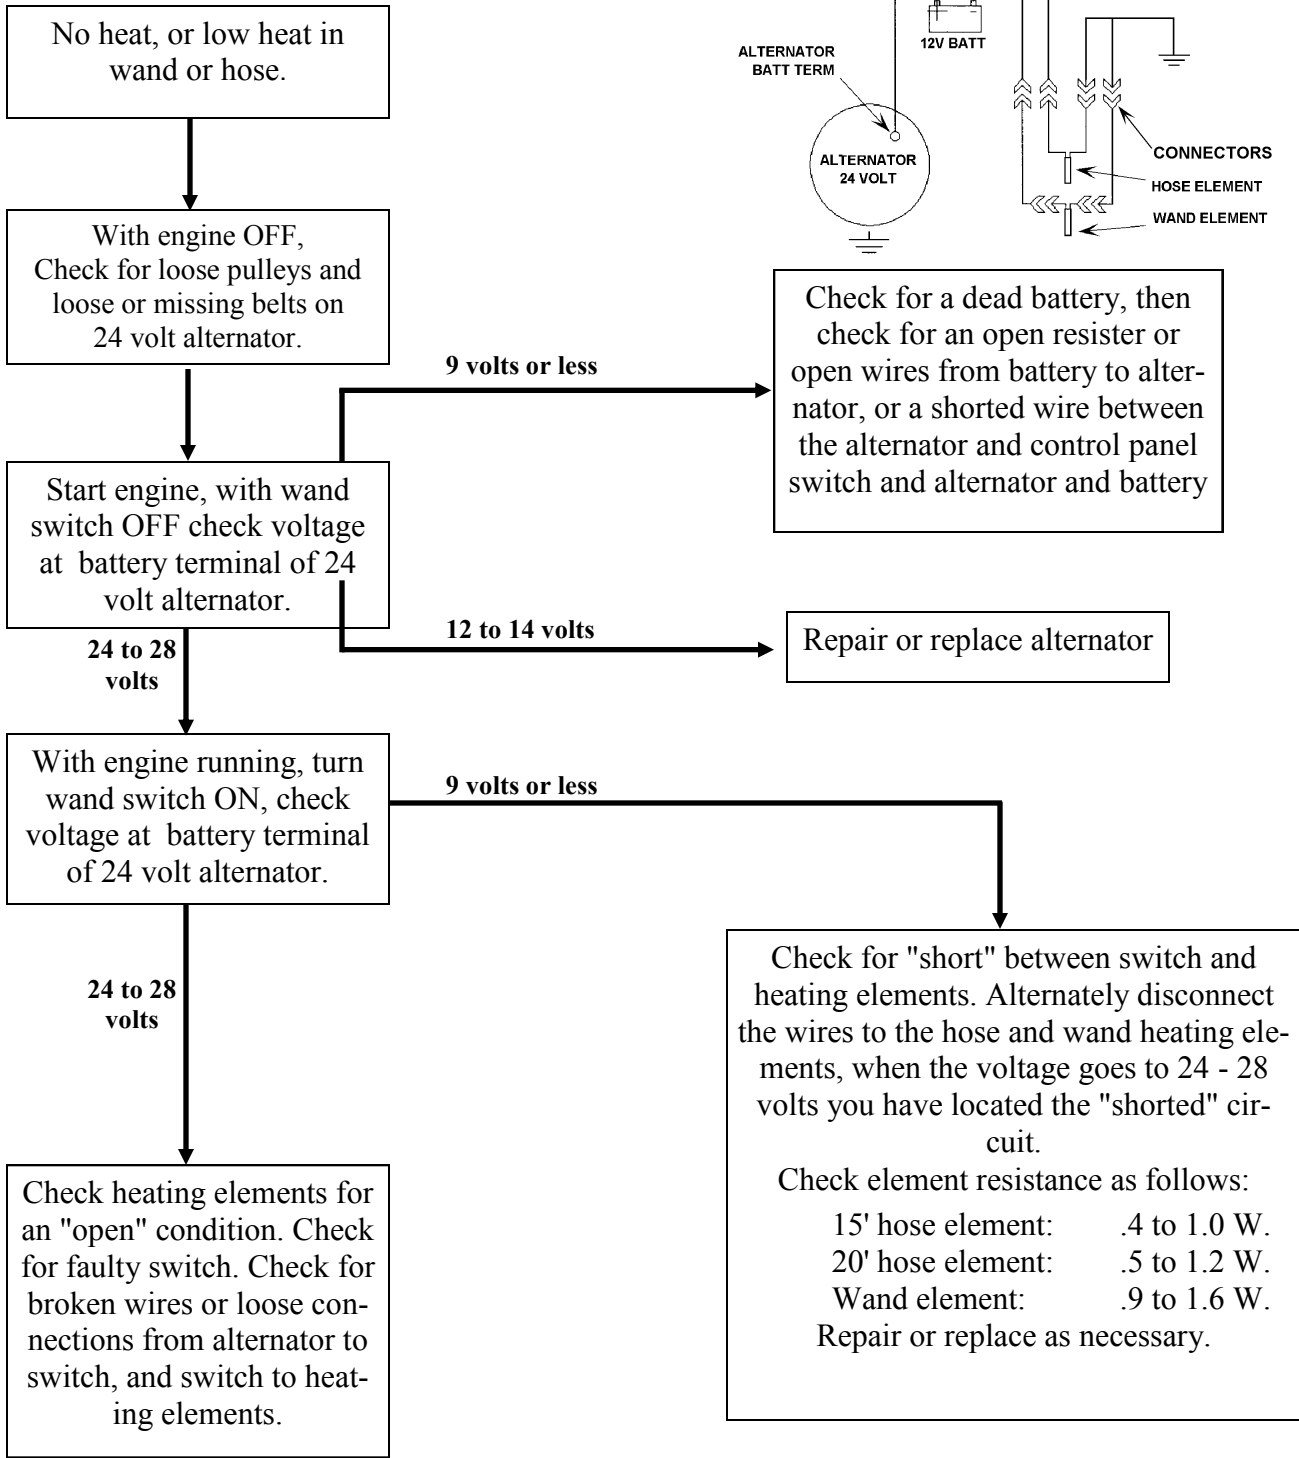 No heat, or low heat in
wand or hose.
12V BATT
ALTERNATOR
BATT TERM
ALTERNATOR
24 VOLT
CONNECTORS
HOSE ELEMENT
WAND ELEMENT
With engine OFF,
Check for loose pulleys and
loose or missing belts on
24 volt alternator.
9 volts or less
Check for a dead battery, then
check for an open resister or
open wires from battery to alter-
nator, or a shorted wire between
the alternator and control panel
switch and alternator and battery
Start engine, with wand
switch OFF check voltage
at battery terminal of 24
volt alternator.
12 to 14 volts
Repair or replace alternator
24 to 28
volts
With engine running, turn
wand switch ON, check
voltage at battery terminal
of 24 volt alternator.
9 volts or less
Check for "short" between switch and
heating elements. Alternately disconnect
the wires to the hose and wand heating ele-
ments, when the voltage goes to 24 - 28
volts you have located the "shorted" cir-
cuit.
Check element resistance as follows:
15' hose element: .4 to 1.0 W.
20' hose element: .5 to 1.2 W.
Wand element: .9 to 1.6 W.
Repair or replace as necessary.
24 to 28
volts
Check heating elements for
an "open" condition. Check
for faulty switch. Check for
broken wires or loose con-
nections from alternator to
switch, and switch to heat-
ing elements.